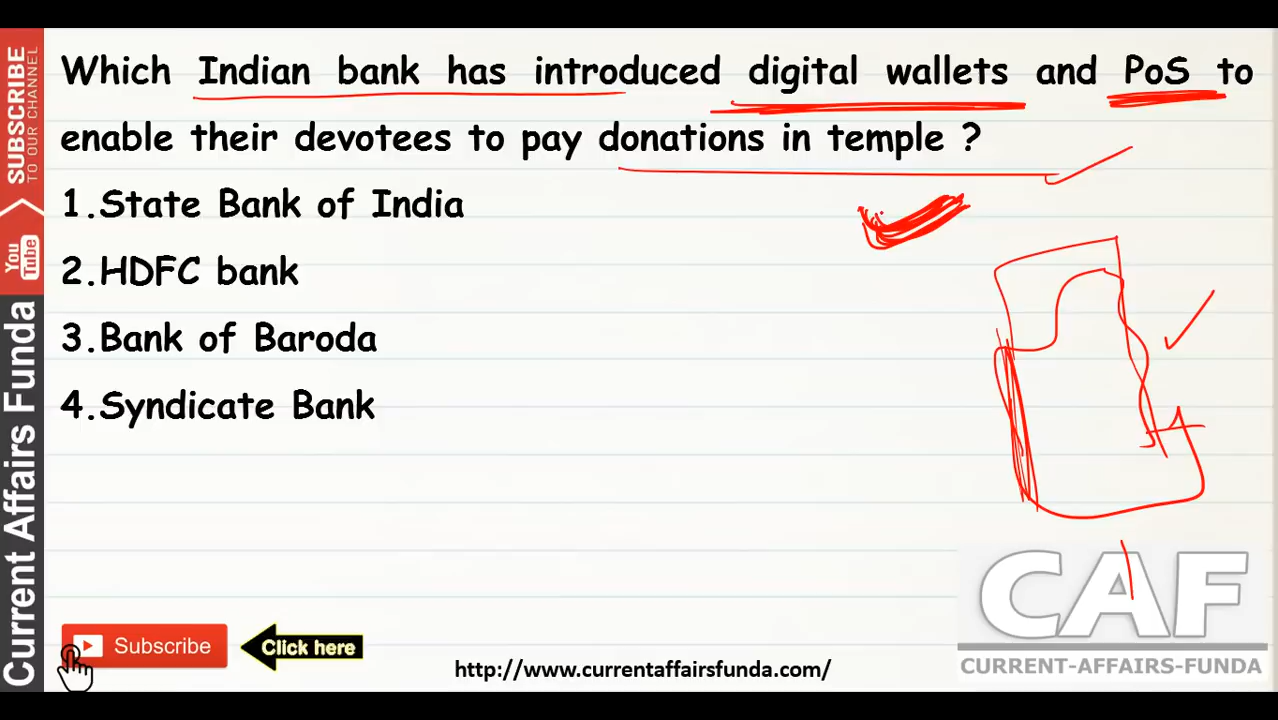 Which Indian bank has introduced digital wallets and PoS to
enable their devotees to pay donations in temple ?
1.State Bank of India
2.HDFC bank
3.Bank of Baroda
4.Syndicate Bank
SUBSCRIBE
TO OUR CHANNEL
You
Tube
Current Affairs Funda
Subscribe
Click here
http://www.currentaffairsfunda.com/
CAF
CURRENT-AFFAIRS-FUNDA